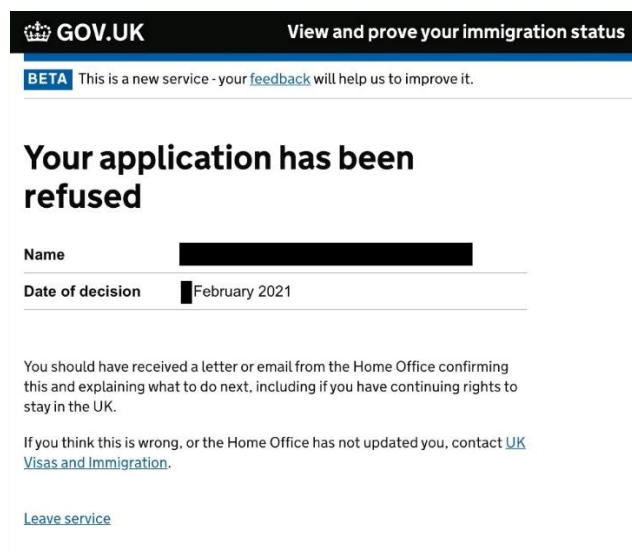 GOV.UK View and prove your immigration status
BETA This is a new service - your feedback will help us to improve it.
Your application has been
refused
Name
Date of decision February 2021
You should have received a letter or email from the Home Office confirming
this and explaining what to do next, including if you have continuing rights to
stay in the UK.
If you think this is wrong, or the Home Office has not updated you, contact UK
Visas and Immigration.
Leave service